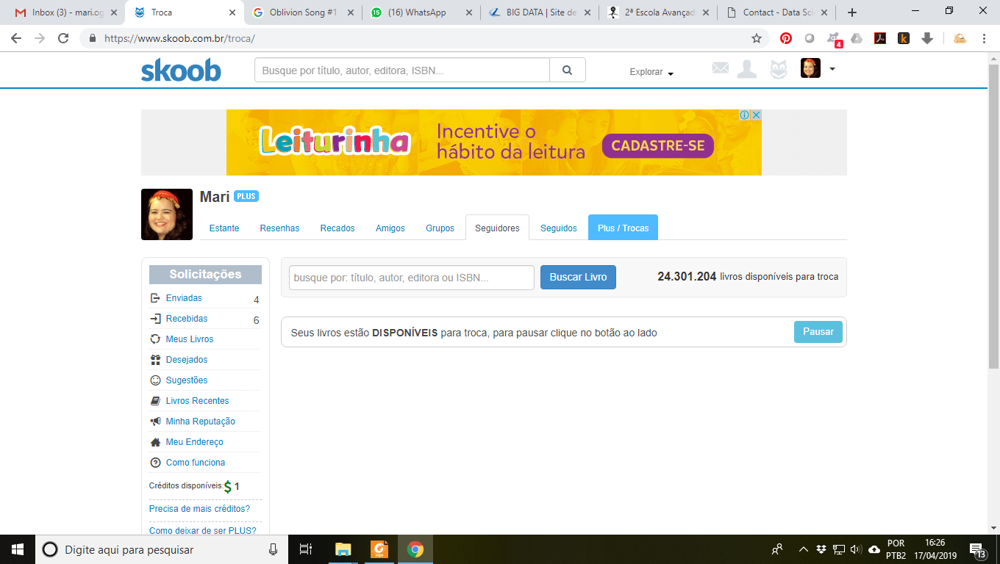 Inbox (3) - mari.og
Troca
Oblivion Song #1
(16) WhatsApp
BIG DATA | Site de
2ª Escola Avançad
Contact - Data Sci
https://www.skoob.com.br/troca/
4
skoob
Busque por título, autor, editora, ISBN...
Explorar
Leiturinha
Incentive o
hábito da leitura
CADASTRE-SE
Mari PLUS
Estante
Resenhas
Recados
Amigos
Grupos
Seguidores
Seguidos
Plus / Trocas
Solicitações
Enviadas 4
Recebidas 6
Meus Livros
Desejados
Sugestões
Livros Recentes
Minha Reputação
Meu Endereço
Como funciona
Créditos disponíveis:$ 1
Precisa de mais créditos?
Como deixar de ser PLUS?
busque por: título, autor, editora ou ISBN...
Buscar Livro
24.301.204 livros disponíveis para troca
Seus livros estão DISPONÍVEIS para troca, para pausar clique no botão ao lado
Pausar
Digite aqui para pesquisar
PDF
POR
PTB2
16:26
17/04/2019
13